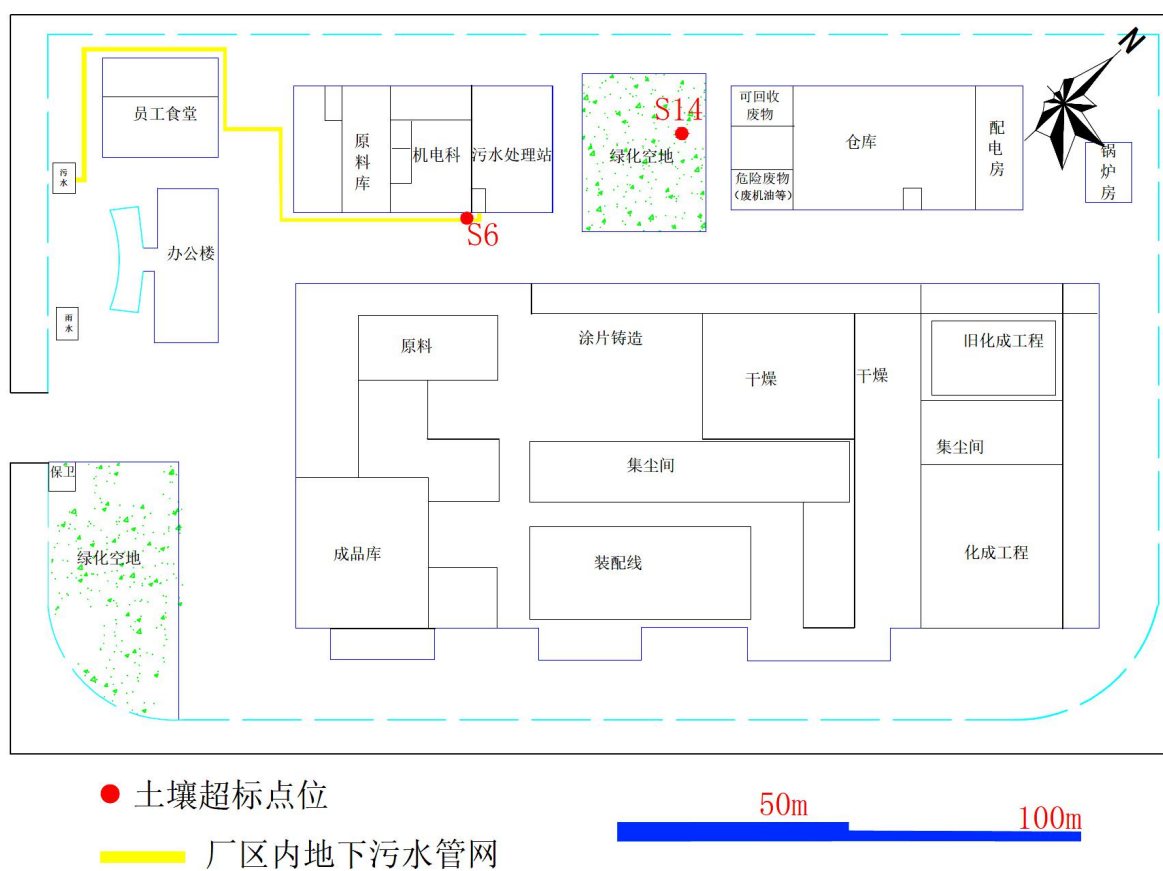 N
员工食堂
原料库
机电科
污水处理站
S14
绿化空地
可回收
废物
危险废物
(废机油等)
仓库
配电房
锅炉房
污水
S6
办公楼
雨水
原料
涂片铸造
干燥
干燥
旧化成工程
集尘间
集尘间
保卫
绿化空地
成品库
装配线
化成工程
土壤超标点位
厂区内地下污水管网
50m
100m